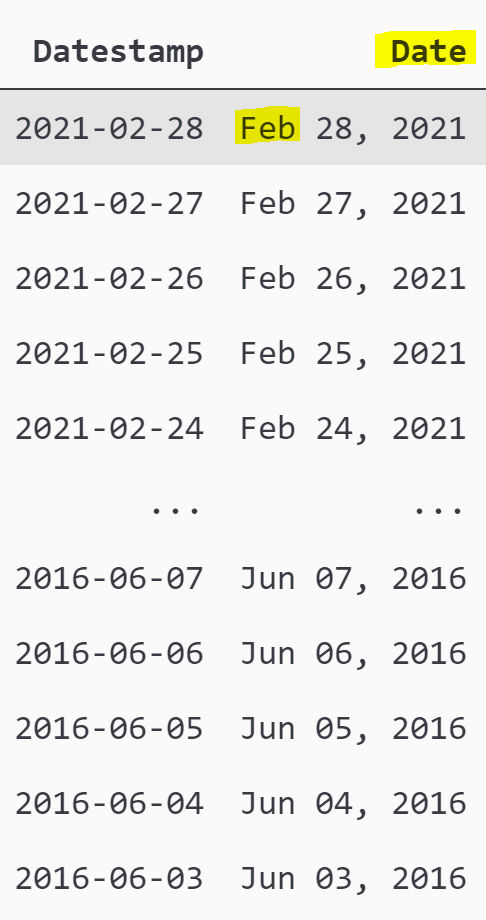 Datestamp Date
2021-02-28 Feb 28, 2021
2021-02-27 Feb 27, 2021
2021-02-26 Feb 26, 2021
2021-02-25 Feb 25, 2021
2021-02-24 Feb 24, 2021
... ...
2016-06-07 Jun 07, 2016
2016-06-06 Jun 06, 2016
2016-06-05 Jun 05, 2016
2016-06-04 Jun 04, 2016
2016-06-03 Jun 03, 2016